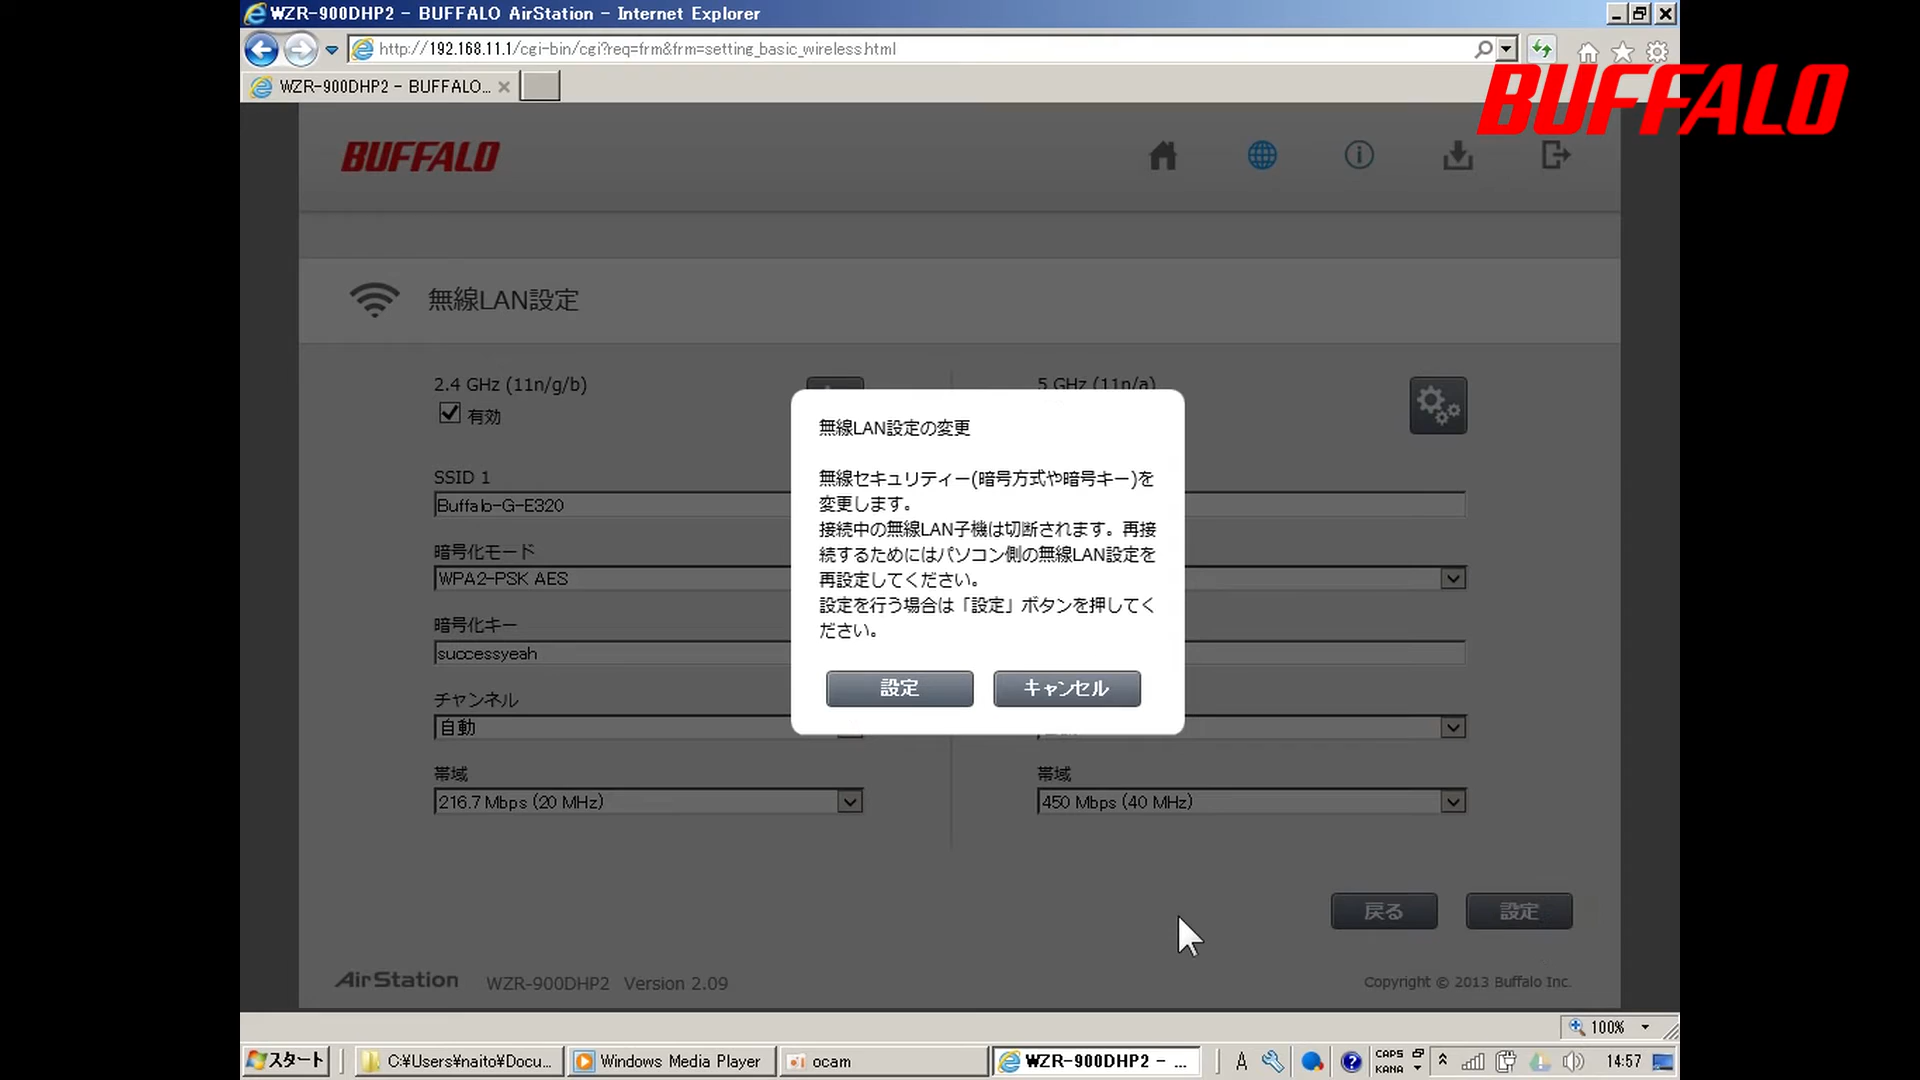 WZR-900DHP2 - BUFFALO AirStation - Internet Explorer
http://192.168.11.1/cgi-bin/cgi?req=frm&frm=setting_basic_wireless.html
WZR-900DHP2 - BUFFALO...
BUFFALO
BUFFALO
無線LAN設定
2.4 GHz (11n/g/b)
有効
5 GHz (11n/a)
SSID 1
Buffalo-G-E320
暗号化モード
WPA2-PSK AES
暗号化キー
successyeah
チャンネル
自動
帯域
216.7 Mbps (20 MHz)
帯域
450 Mbps (40 MHz)
無線LAN設定の変更
無線セキュリティー(暗号方式や暗号キー)を
変更します。
接続中の無線LAN子機は切断されます。再接
続するためにはパソコン側の無線LAN設定を
再設定してください。
設定を行う場合は「設定」ボタンを押してく
ださい。
設定 キャンセル
戻る 設定
AirStation WZR-900DHP2 Version 2.09
Copyright © 2013 Buffalo Inc.
100%
スタート C:¥Users¥naito¥Docu... Windows Media Player ocam WZR-900DHP2 - ... A CAPS KANA 14:57